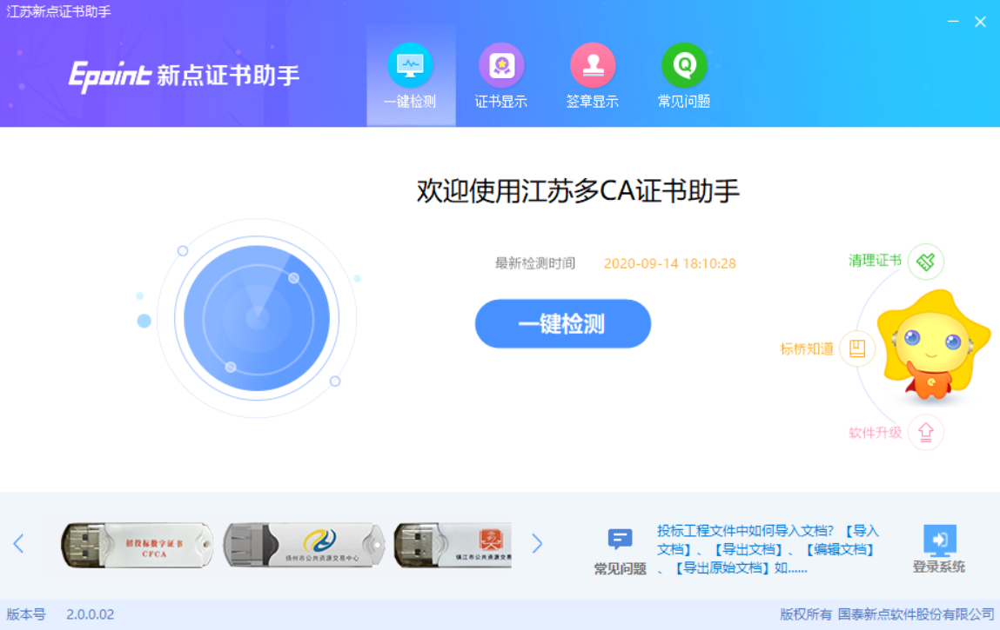 江苏新点证书助手
Epoint 新点证书助手
一键检测
证书显示
签章显示
常见问题
欢迎使用江苏多CA证书助手
最新检测时间 2020-09-14 18:10:28
一键检测
清理证书
标桥知道
软件升级
招投标数字证书
CFCA
扬州市公共资源交易中心
镇江市公共资源交易
常见问题
投标工程文件中如何导入文档？【导入
文档】、【导出文档】、【编辑文档】
、【导出原始文档】如......
登录系统
版本号 2.0.0.02
版权所有 国泰新点软件股份有限公司